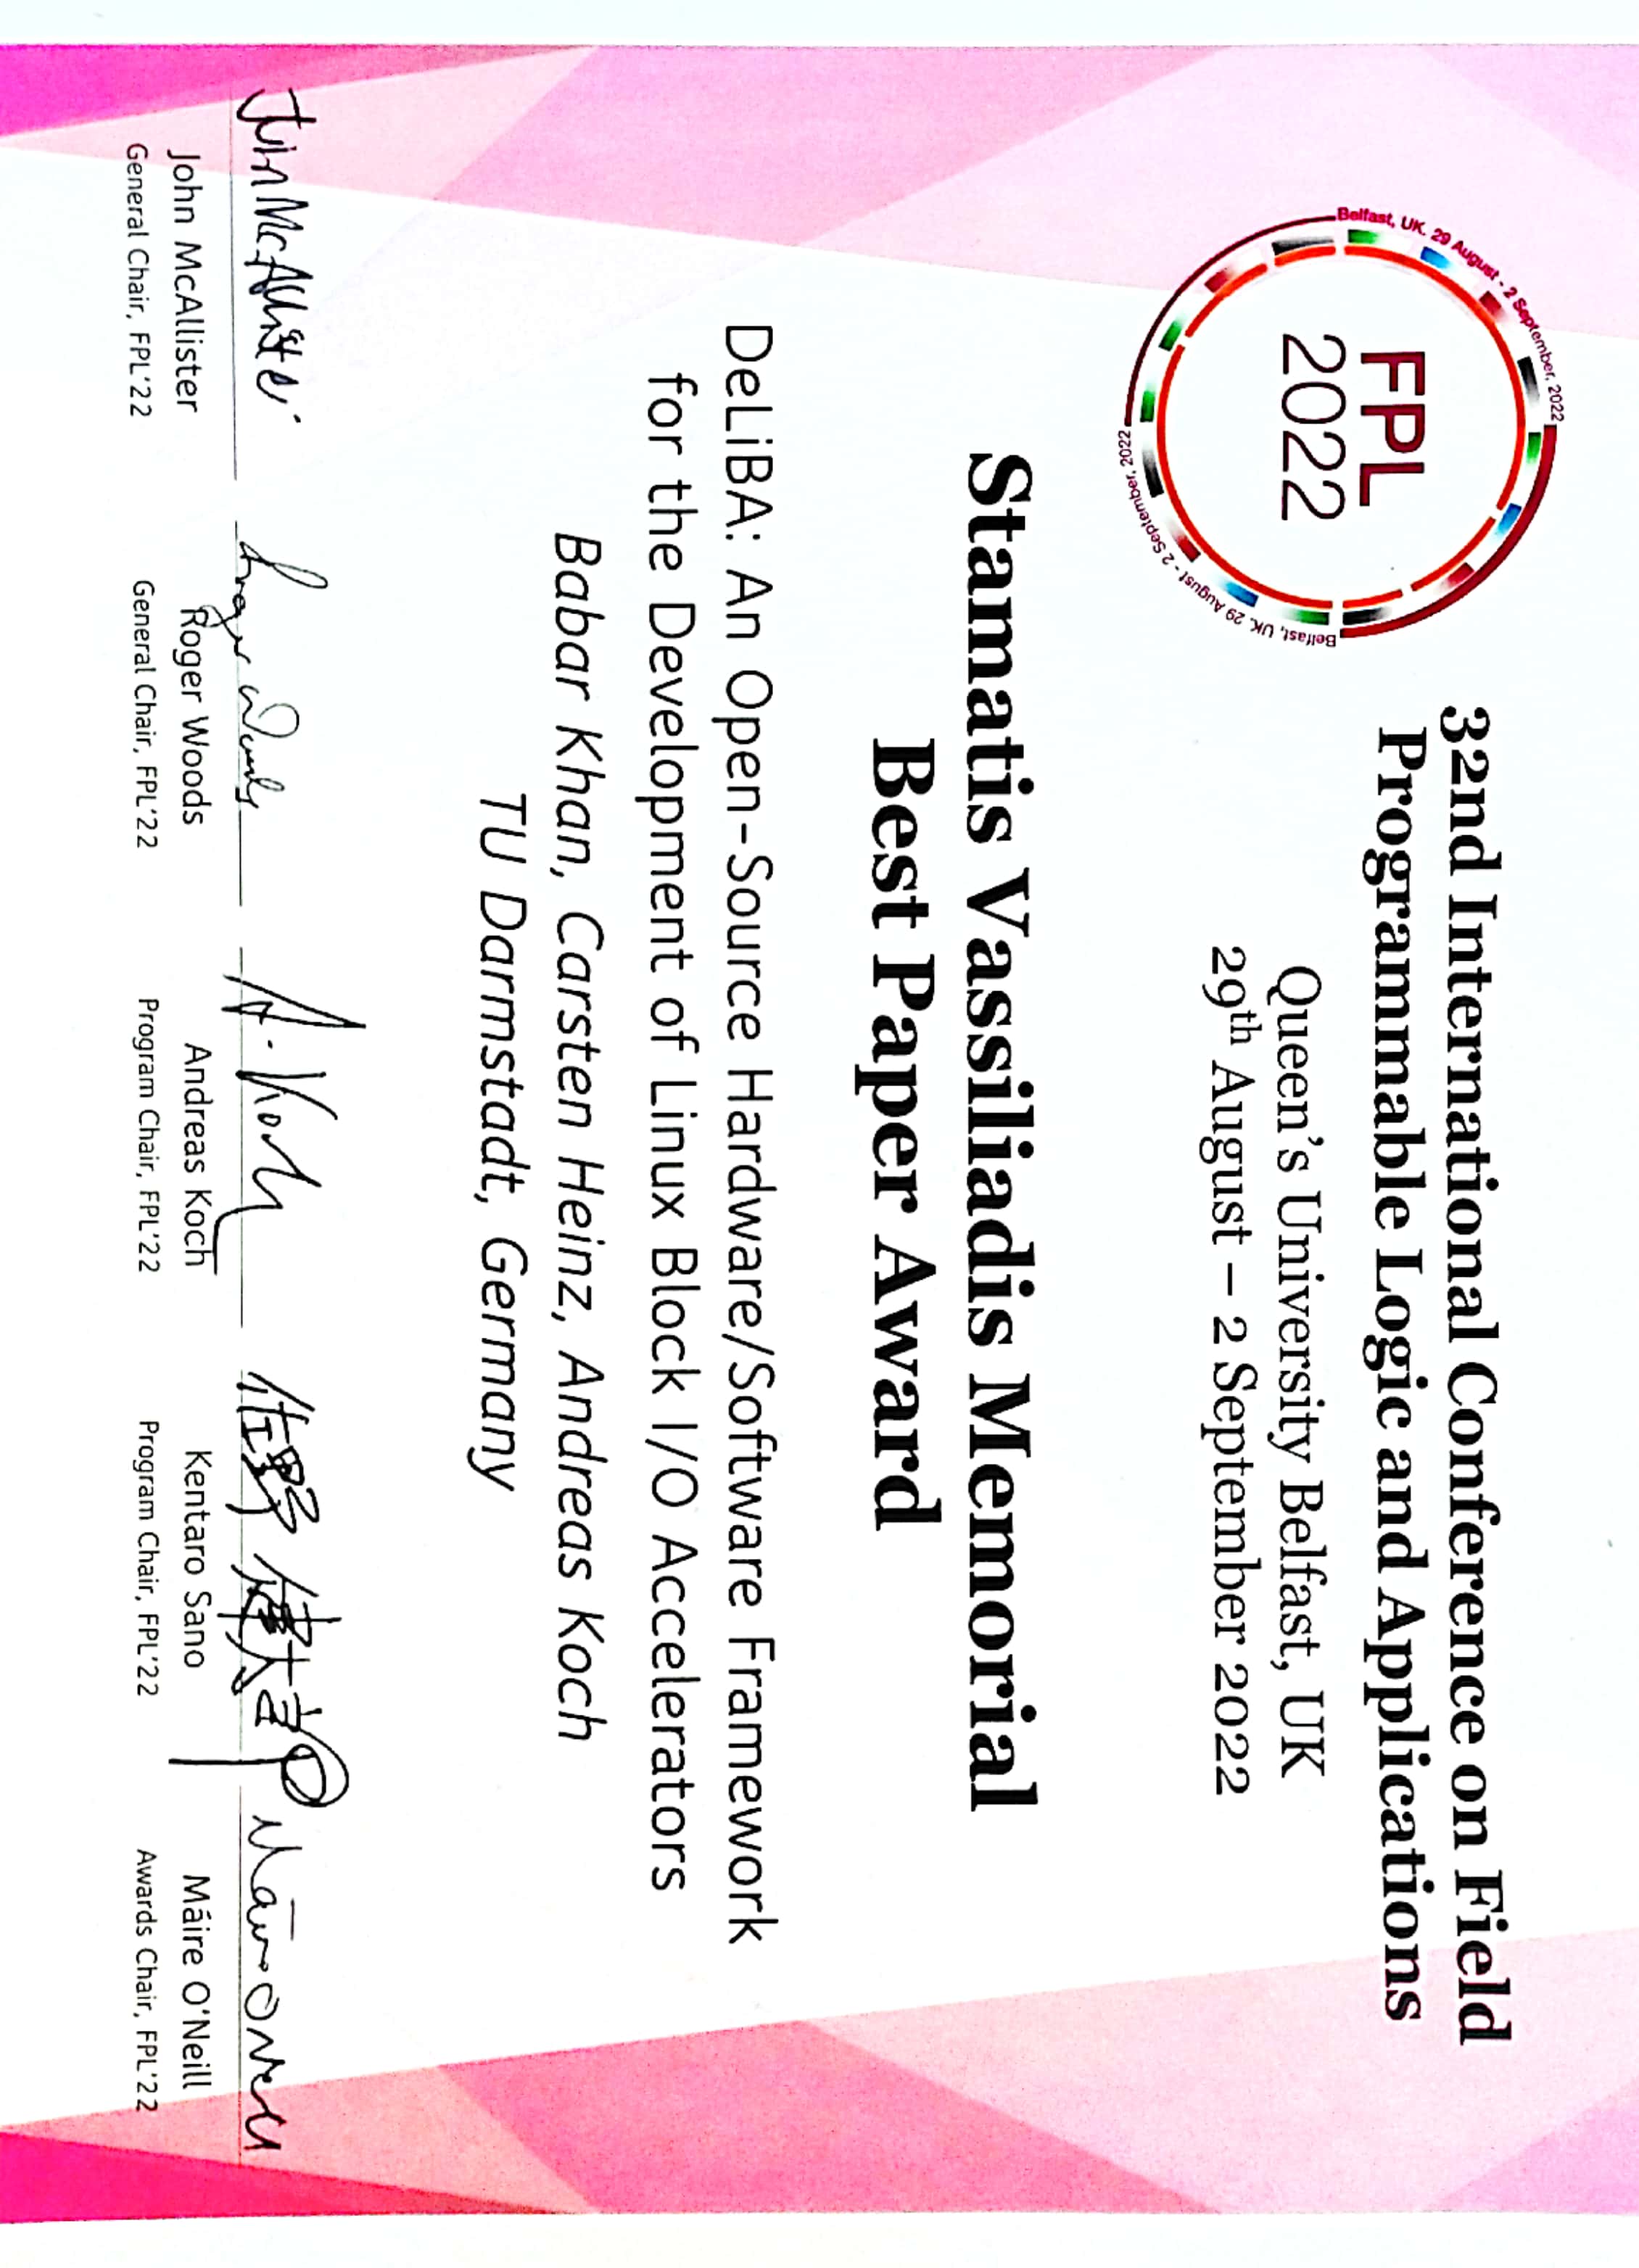 Belfast, UK. 29 August - 2 September, 2022
FPL
2022
Belfast, UK. 29 August - 2 September, 2022
32nd International Conference on Field
Programmable Logic and Applications
Queen's University Belfast, UK
29th August – 2 September 2022
Stamatis Vassiliadis Memorial
Best Paper Award
DeLiBA: An Open-Source Hardware/Software Framework
for the Development of Linux Block I/O Accelerators
Babar Khan, Carsten Heinz, Andreas Koch
TU Darmstadt, Germany
John McAllister Roger Woods A. Koch 佐野 健太郎 Máire O'Neill
John McAllister Roger Woods Andreas Koch Kentaro Sano Máire O'Neill
General Chair, FPL'22 General Chair, FPL'22 Program Chair, FPL'22 Program Chair, FPL'22 Awards Chair, FPL'22